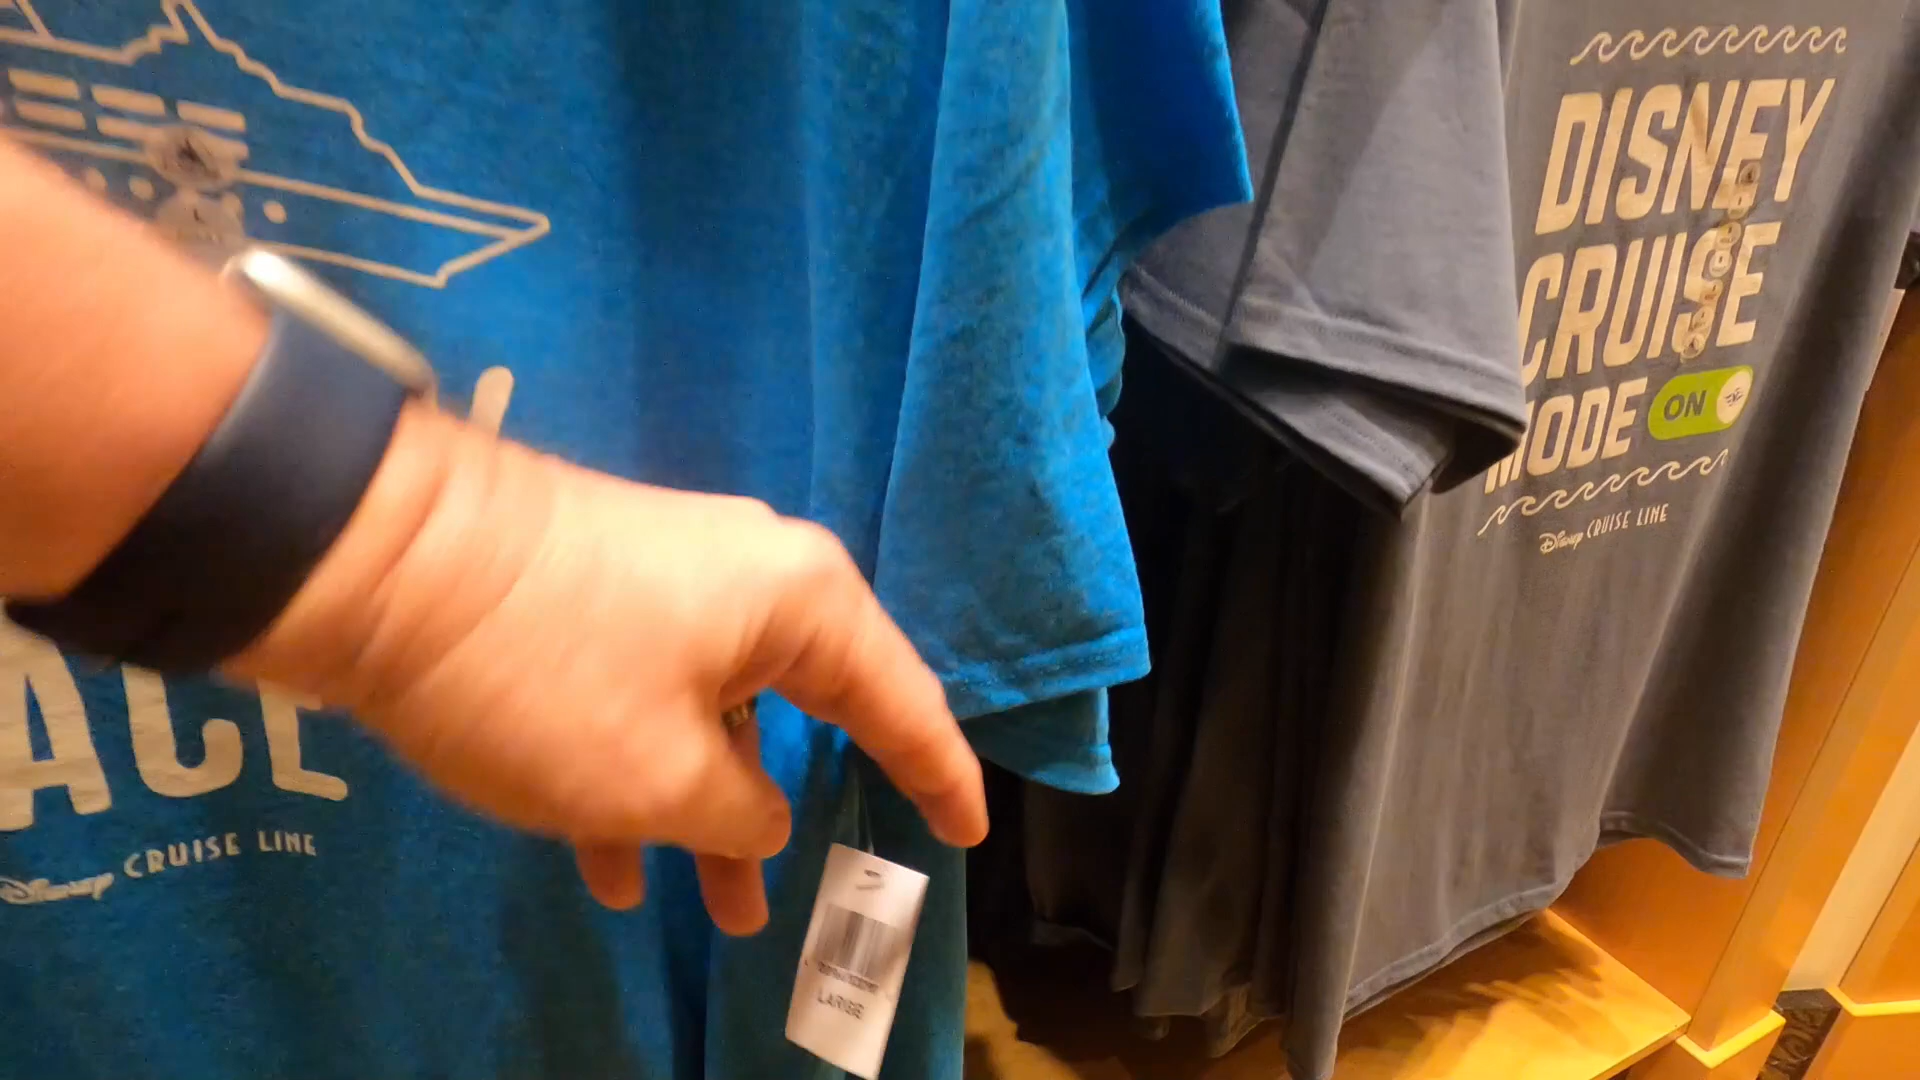 ACE
Disney CRUISE LINE
LARGE
DISNEY
CRUISE
MODE ON
Disney CRUISE LINE